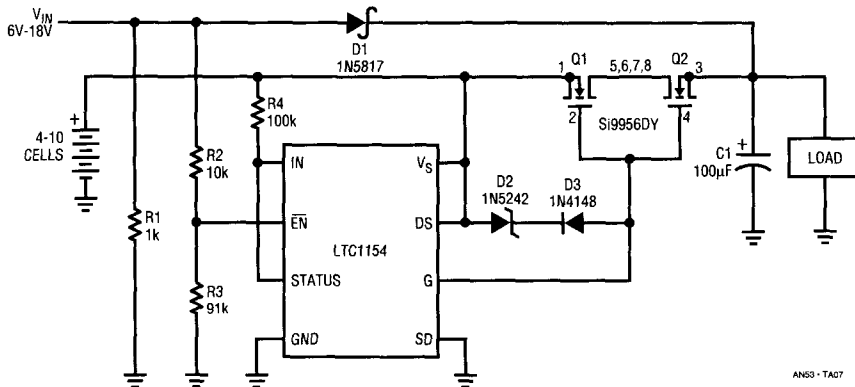 VIN
6V-18V
D1
1N5817
Q1
1
5,6,7,8
Q2
3
2
4
Si9956DY
+
4-10
CELLS
R4
100k
R2
10k
R1
1k
R3
91k
IN
EN
STATUS
GND
LTC1154
VS
DS
G
SD
D2
1N5242
D3
1N4148
+
C1
100µF
LOAD
AN53 • TA07